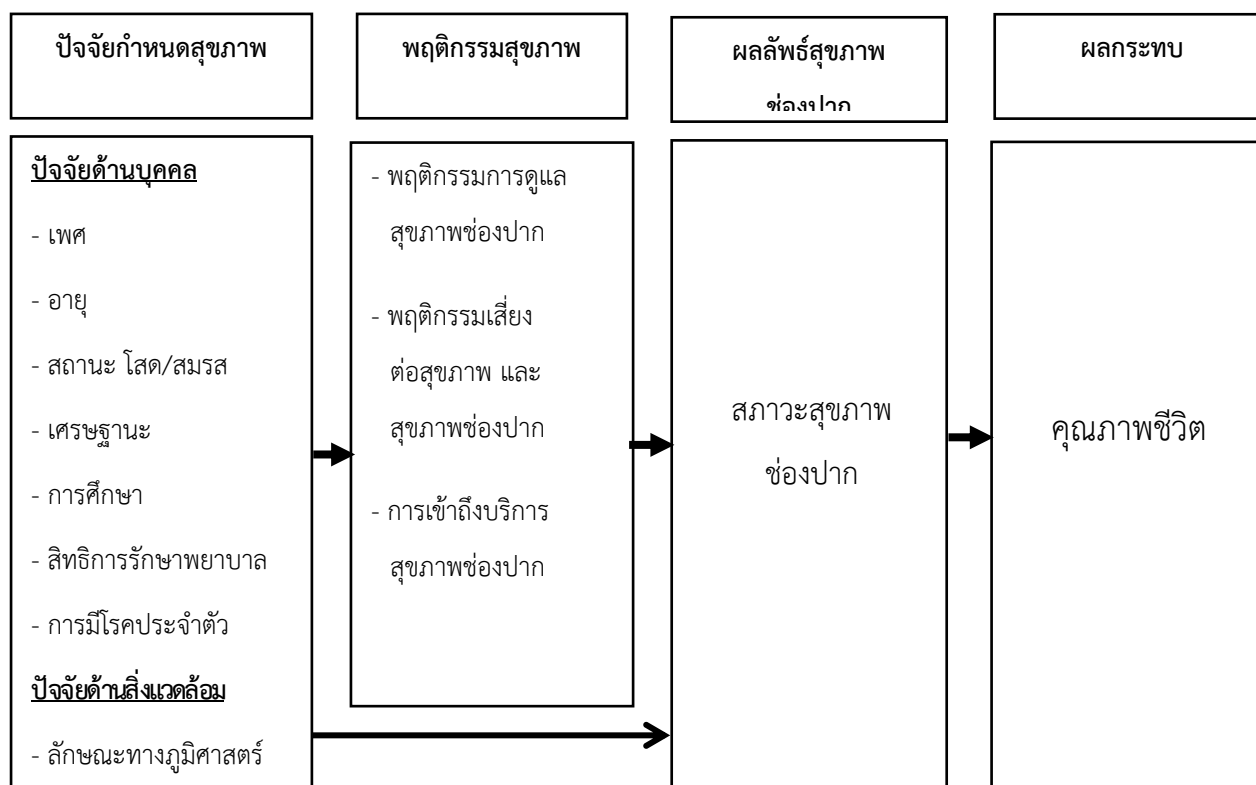 ปัจจัยกำหนดสุขภาพ
พฤติกรรมสุขภาพ
ผลลัพธ์สุขภาพ
ช่องปาก
ผลกระทบ
ปัจจัยด้านบุคคล
- เพศ
- อายุ
- สถานะ โสด/สมรส
- เศรษฐานะ
- การศึกษา
- สิทธิการรักษาพยาบาล
- การมีโรคประจำตัว
ปัจจัยด้านสิ่งแวดล้อม
- ลักษณะทางภูมิศาสตร์
- พฤติกรรมการดูแล
สุขภาพช่องปาก
- พฤติกรรมเสี่ยง
ต่อสุขภาพ และ
สุขภาพช่องปาก
- การเข้าถึงบริการ
สุขภาพช่องปาก
สภาวะสุขภาพ
ช่องปาก
คุณภาพชีวิต